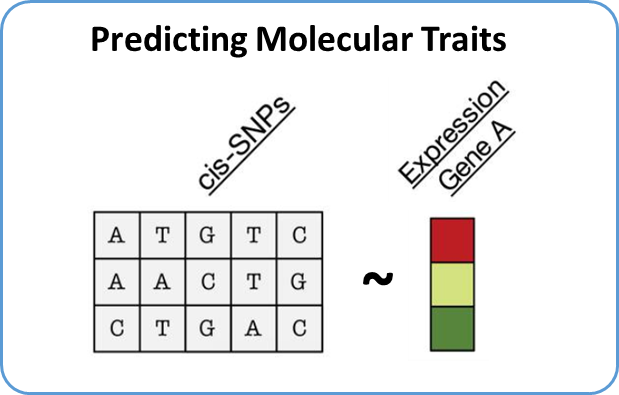 Predicting Molecular Traits
cis-SNPs
Expression
Gene A
A T G T C
A A C T G
C T G A C
~